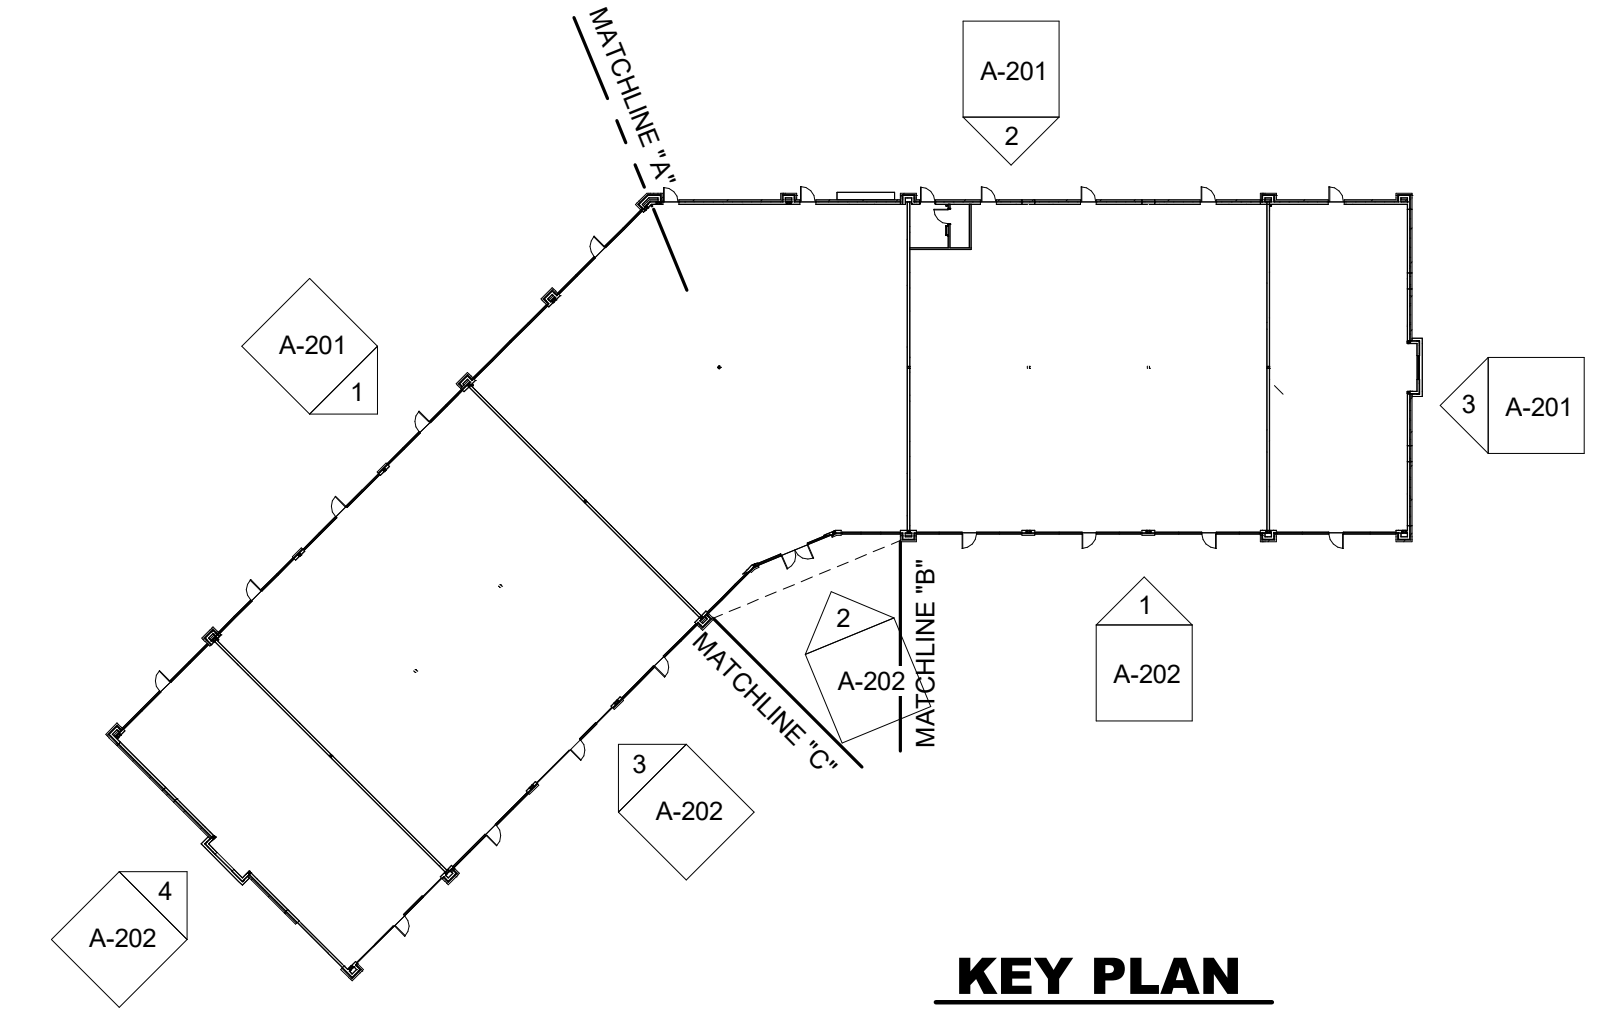 MATCHLINE "A"
A-201
2
A-201
1
3
A-201
2
A-202
MATCHLINE "B"
1
A-202
MATCHLINE "C"
3
A-202
4
A-202
KEY PLAN